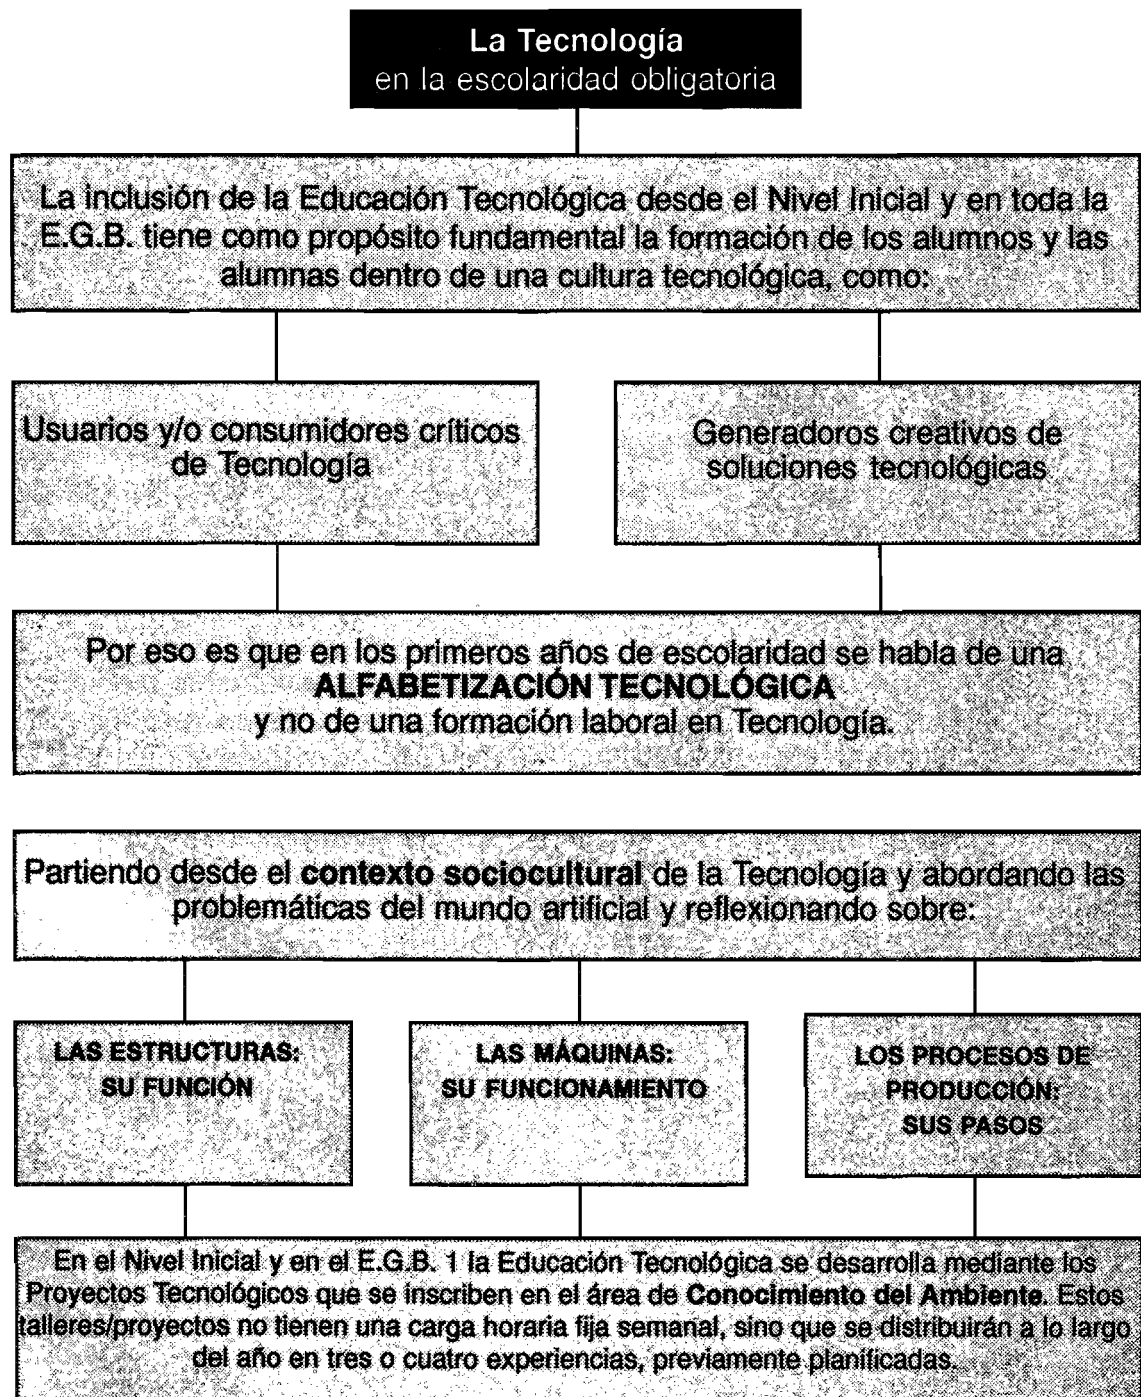 La Tecnología
en la escolaridad obligatoria
La inclusión de la Educación Tecnológica desde el Nivel Inicial y en toda la
E.G.B. tiene como propósito fundamental la formación de los alumnos y las
alumnas dentro de una cultura tecnológica, como:
Usuarios y/o consumidores críticos
de Tecnología
Generadoros creativos de
soluciones tecnológicas
Por eso es que en los primeros años de escolaridad se habla de una
ALFABETIZACIÓN TECNOLÓGICA
y no de una formación laboral en Tecnología.
Partiendo desde el contexto sociocultural de la Tecnología y abordando las
problemáticas del mundo artificial y reflexionando sobre:
LAS ESTRUCTURAS:
SU FUNCIÓN
LAS MÁQUINAS:
SU FUNCIONAMIENTO
LOS PROCESOS DE
PRODUCCIÓN:
SUS PASOS
En el Nivel Inicial y en el E.G.B. 1 la Educación Tecnológica se desarrolla mediante los
Proyectos Tecnológicos que se inscriben en el área de Conocimiento del Ambiente. Estos
talleres/proyectos no tienen una carga horaria fija semanal, sino que se distribuirán a lo largo
del año en tres o cuatro experiencias, previamente planificadas.